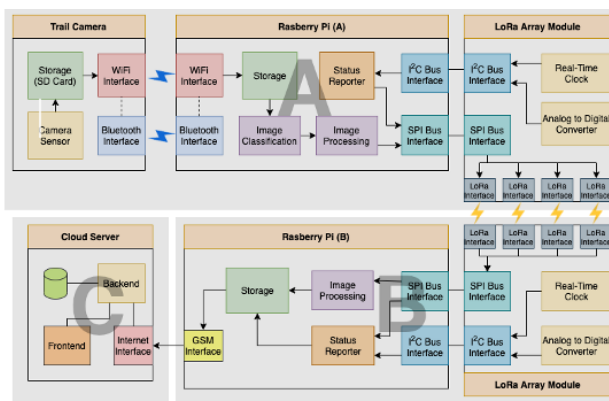 Trail Camera
Rasberry Pi (A)
LoRa Array Module
Storage
(SD Card)
WiFi
Interface
WiFi
Interface
Storage
Status
Reporter
I²C Bus
Interface
I²C Bus
Interface
Real-Time
Clock
A
Camera
Sensor
Bluetooth
Interface
Bluetooth
Interface
Image
Classification
Image
Processing
SPI Bus
Interface
SPI Bus
Interface
Analog to Digital
Converter
LoRa
Interface
LoRa
Interface
LoRa
Interface
LoRa
Interface
LoRa
Interface
LoRa
Interface
LoRa
Interface
LoRa
Interface
Cloud Server
Rasberry Pi (B)
Backend
Storage
Image
Processing
SPI Bus
Interface
SPI Bus
Interface
Real-Time
Clock
C
B
Frontend
Internet
Interface
GSM
Interface
Status
Reporter
I²C Bus
Interface
I²C Bus
Interface
Analog to Digital
Converter
LoRa Array Module